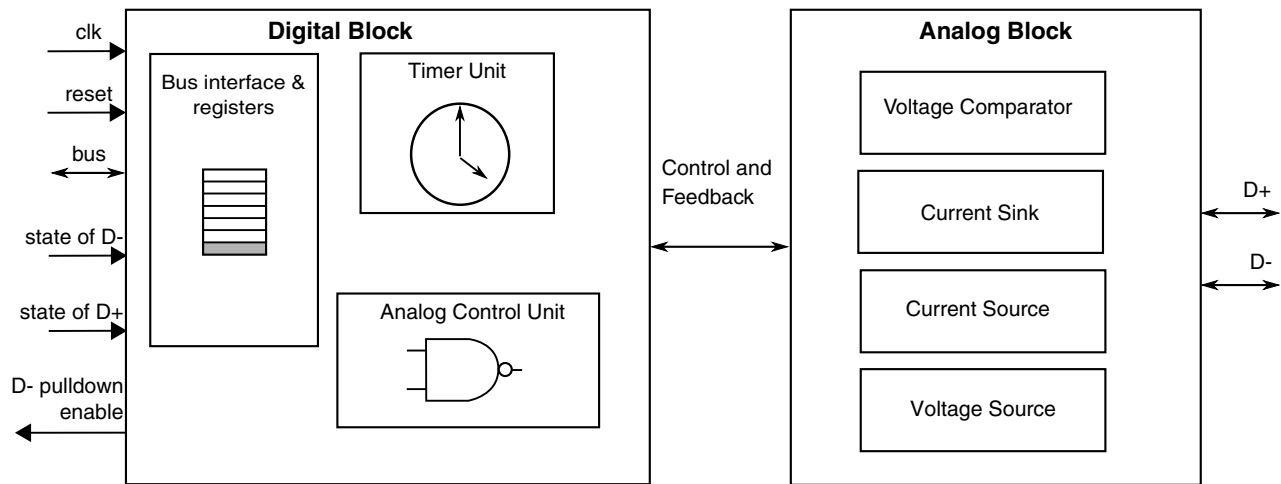 clk
reset
bus
state of D-
state of D+
D- pulldown
enable
Digital Block
Bus interface &
registers
Timer Unit
Analog Control Unit
Control and
Feedback
Analog Block
Voltage Comparator
Current Sink
Current Source
Voltage Source
D+
D-